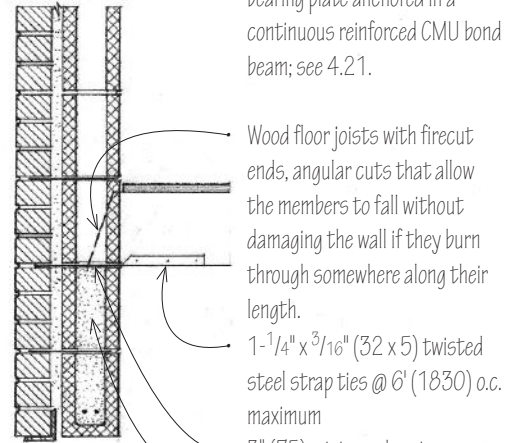 bearing plate anchored in a
continuous reinforced CMU bond
beam; see 4.21.
Wood floor joists with firecut
ends, angular cuts that allow
the members to fall without
damaging the wall if they burn
through somewhere along their
length.
1-1/4" x 3/16" (32 x 5) twisted
steel strap ties @ 6' (1830) o.c.
maximum